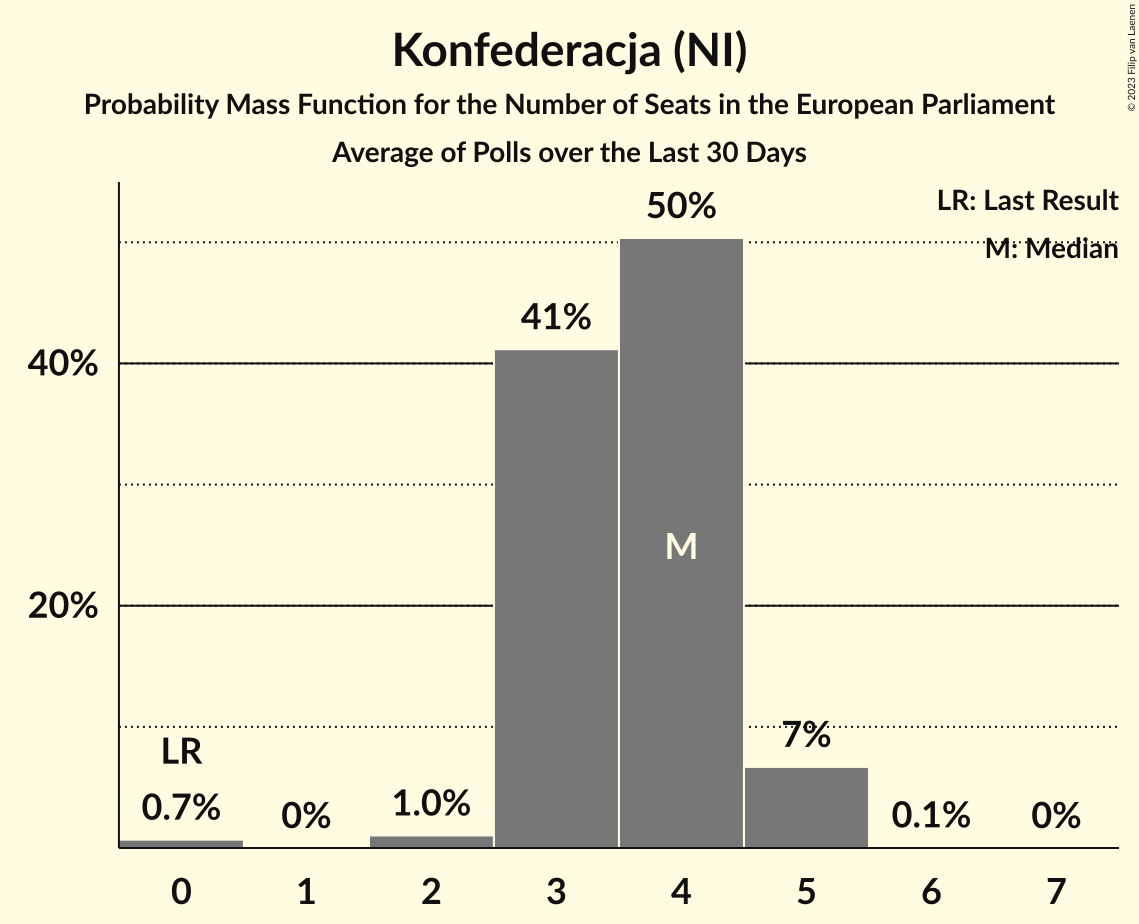 Konfederacja (NI)
Probability Mass Function for the Number of Seats in the European Parliament
Average of Polls over the Last 30 Days
© 2023 Filip van Laenen
LR: Last Result
M: Median
50%
41%
40%
M
20%
7%
LR
0.7%
0%
1.0%
0.1%
0%
0 1 2 3 4 5 6 7